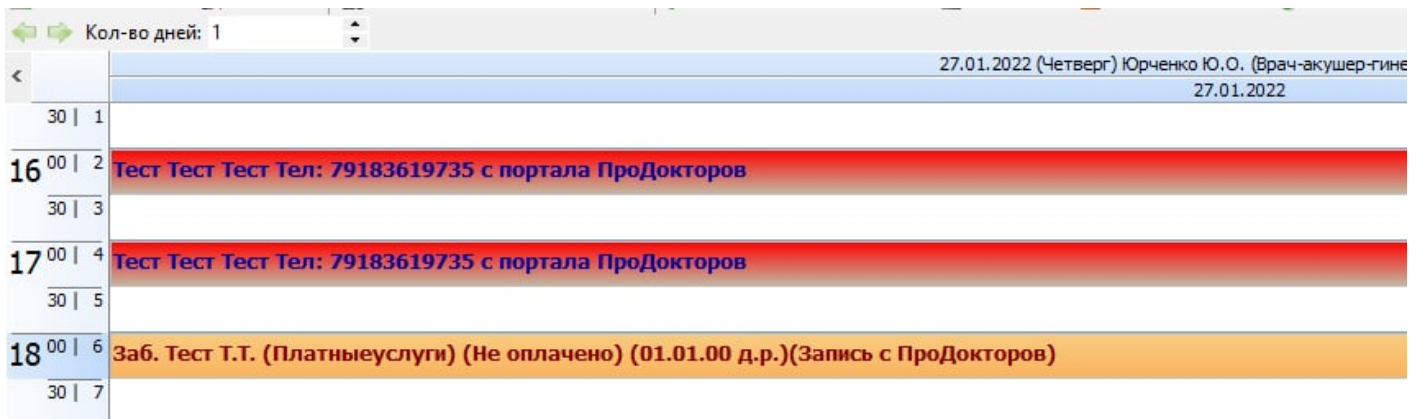 Кол-во дней: 1
<
27.01.2022 (Четверг) Юрченко Ю.О. (Врач-акушер-гине
27.01.2022
30 | 1
16 00 | 2 Тест Тест Тест Тел: 79183619735 с портала ПроДокторов
30 | 3
17 00 | 4 Тест Тест Тест Тел: 79183619735 с портала ПроДокторов
30 | 5
18 00 | 6 Заб. Тест Т.Т. (Платныеуслуги) (Не оплачено) (01.01.00 д.р.)(Запись с ПроДокторов)
30 | 7